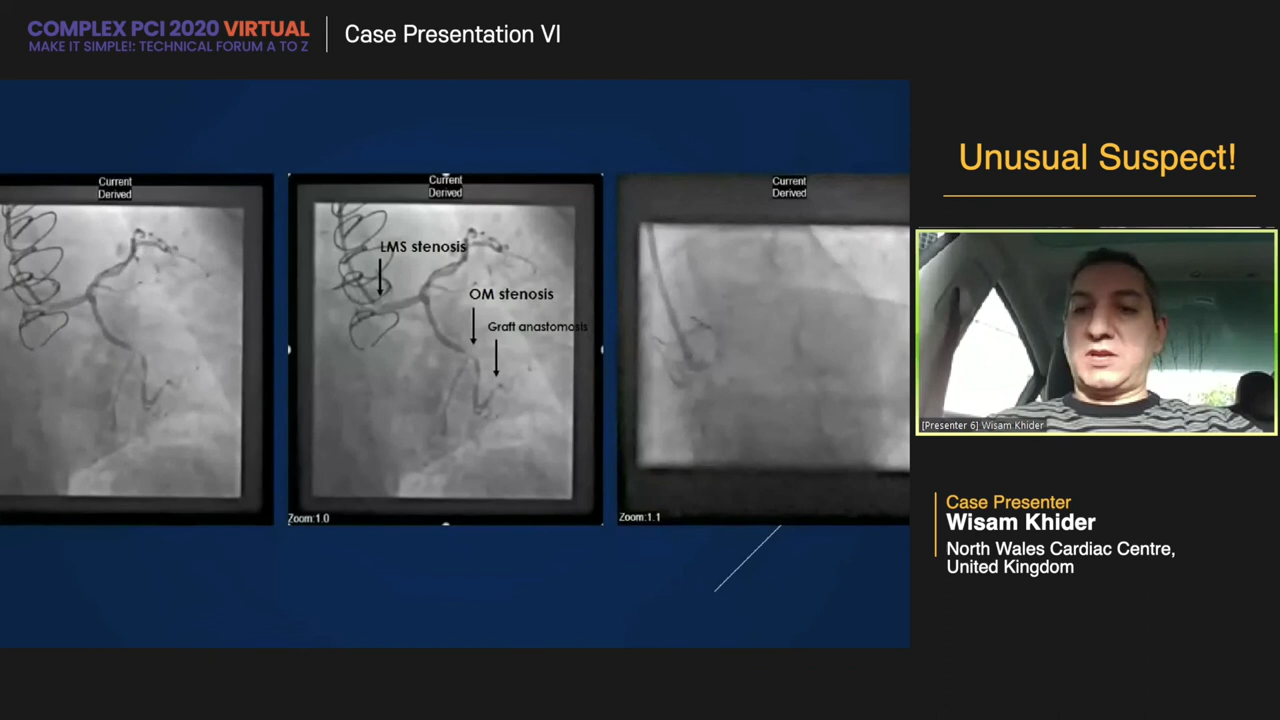 COMPLEX PCI 2020 VIRTUAL
MAKE IT SIMPLE!: TECHNICAL FORUM A TO Z
Case Presentation VI
Current
Derived
Current
Derived
LMS stenosis
OM stenosis
Graft anastomosis
Zoom:1.0
Current
Derived
Zoom:1.1
Unusual Suspect!
[Presenter 6] Wisam Khider
Case Presenter
Wisam Khider
North Wales Cardiac Centre,
United Kingdom